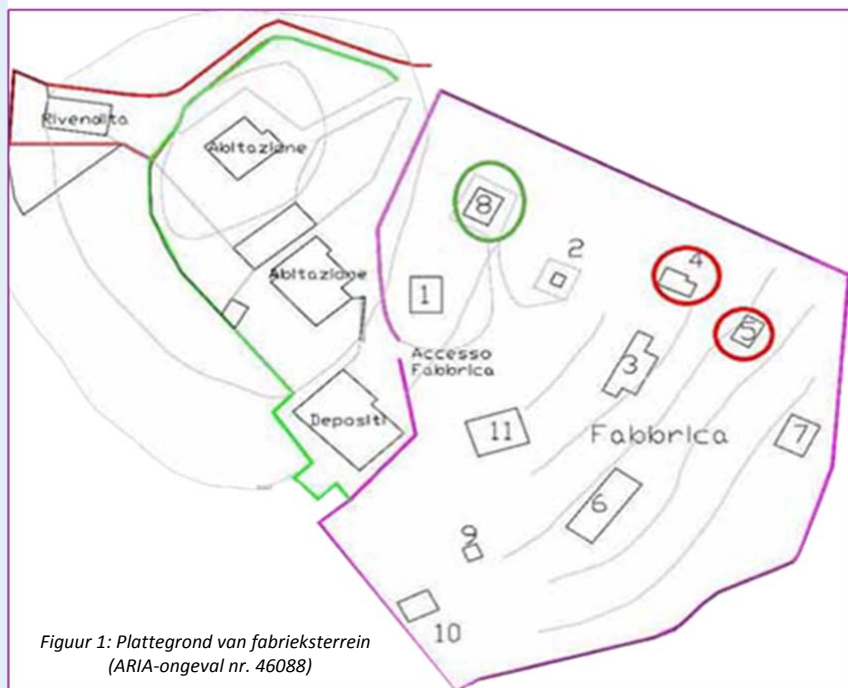 Rivendita
Abitazione
8
4
2
Abitazione
1
5
Accesso
Fabbrica
3
Depositi
11
Fabbrica
7
6
9
10
Figuur 1: Plattegrond van fabrieksterrein
(ARIA-ongeval nr. 46088)